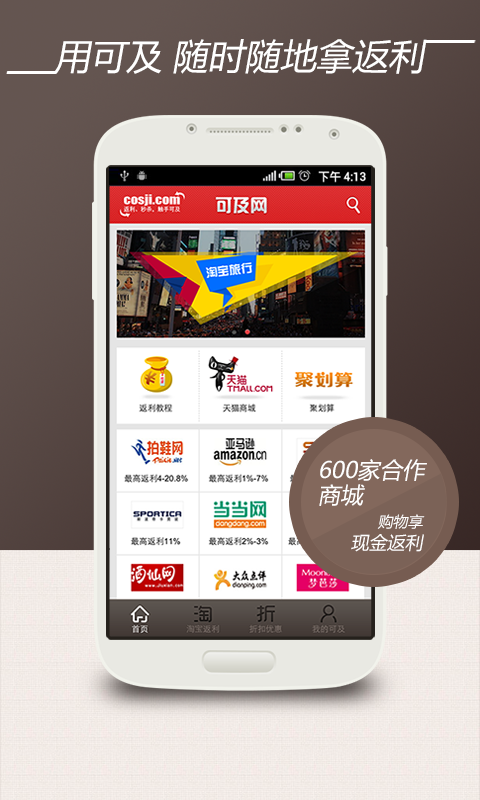 用可及 随时随地拿返利
下午 4:13
cosji.com
返利、秒杀，触手可及
可及网
淘宝旅行
返利教程
天猫
TMALL.COM
天猫商城
聚划算
聚划算
拍鞋网
最高返利4-20.8%
亚马逊
amazon.cn
最高返利1%-7%
600家合作
商城
购物享
现金返利
SPORTICA
最高返利11%
当当网
dangdang.com
最高返利2%-3%
酒仙网
www.jiuxian.com
大众点评
dianping.com
梦芭莎
首页
淘
淘宝返利
折
折扣优惠
我的可及